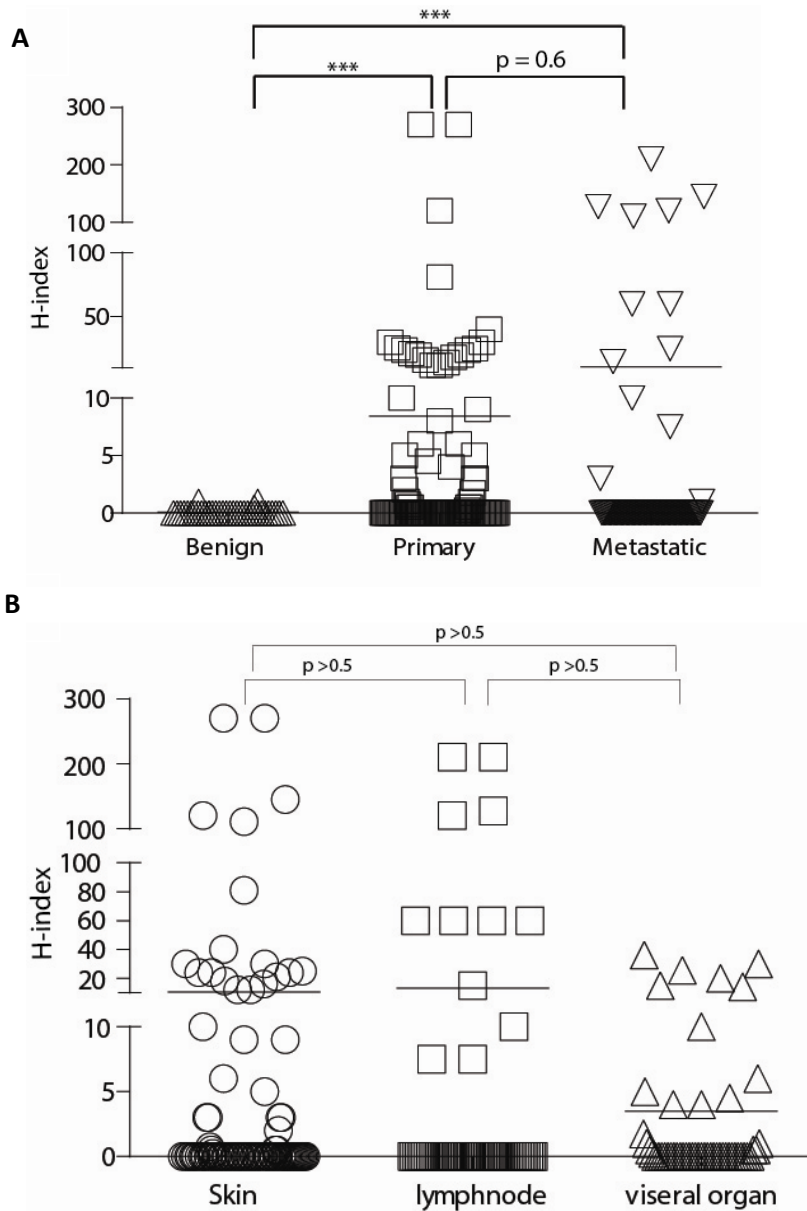 A
***
***
p = 0.6
300
200
100
100
50
10
5
0
H-index
Benign Primary Metastatic
B
p >0.5
p >0.5 p >0.5
300
200
100
100
80
60
40
20
10
5
0
H-index
Skin lymphnode viseral organ